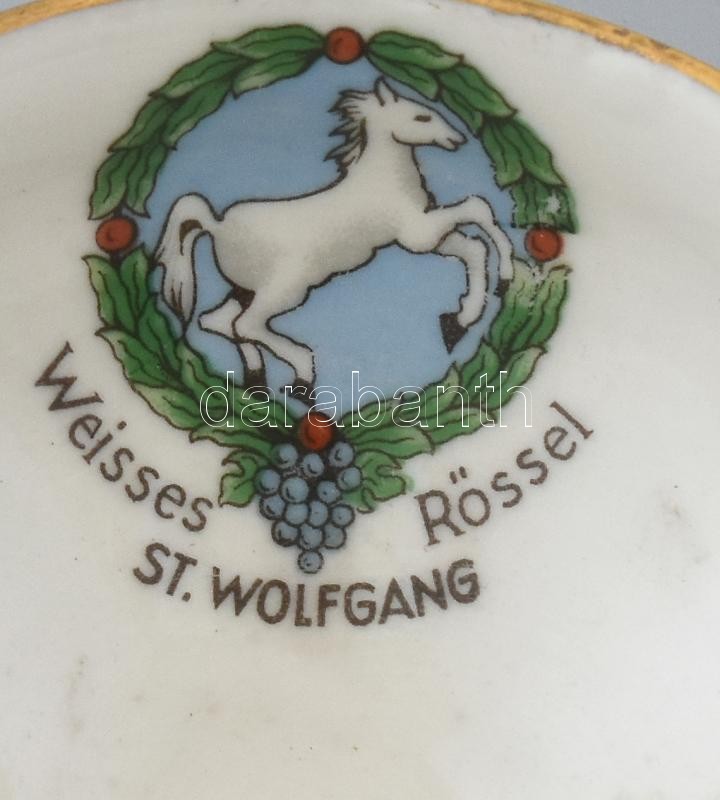 Weisses Rössel
ST. WOLFGANG
darabanth